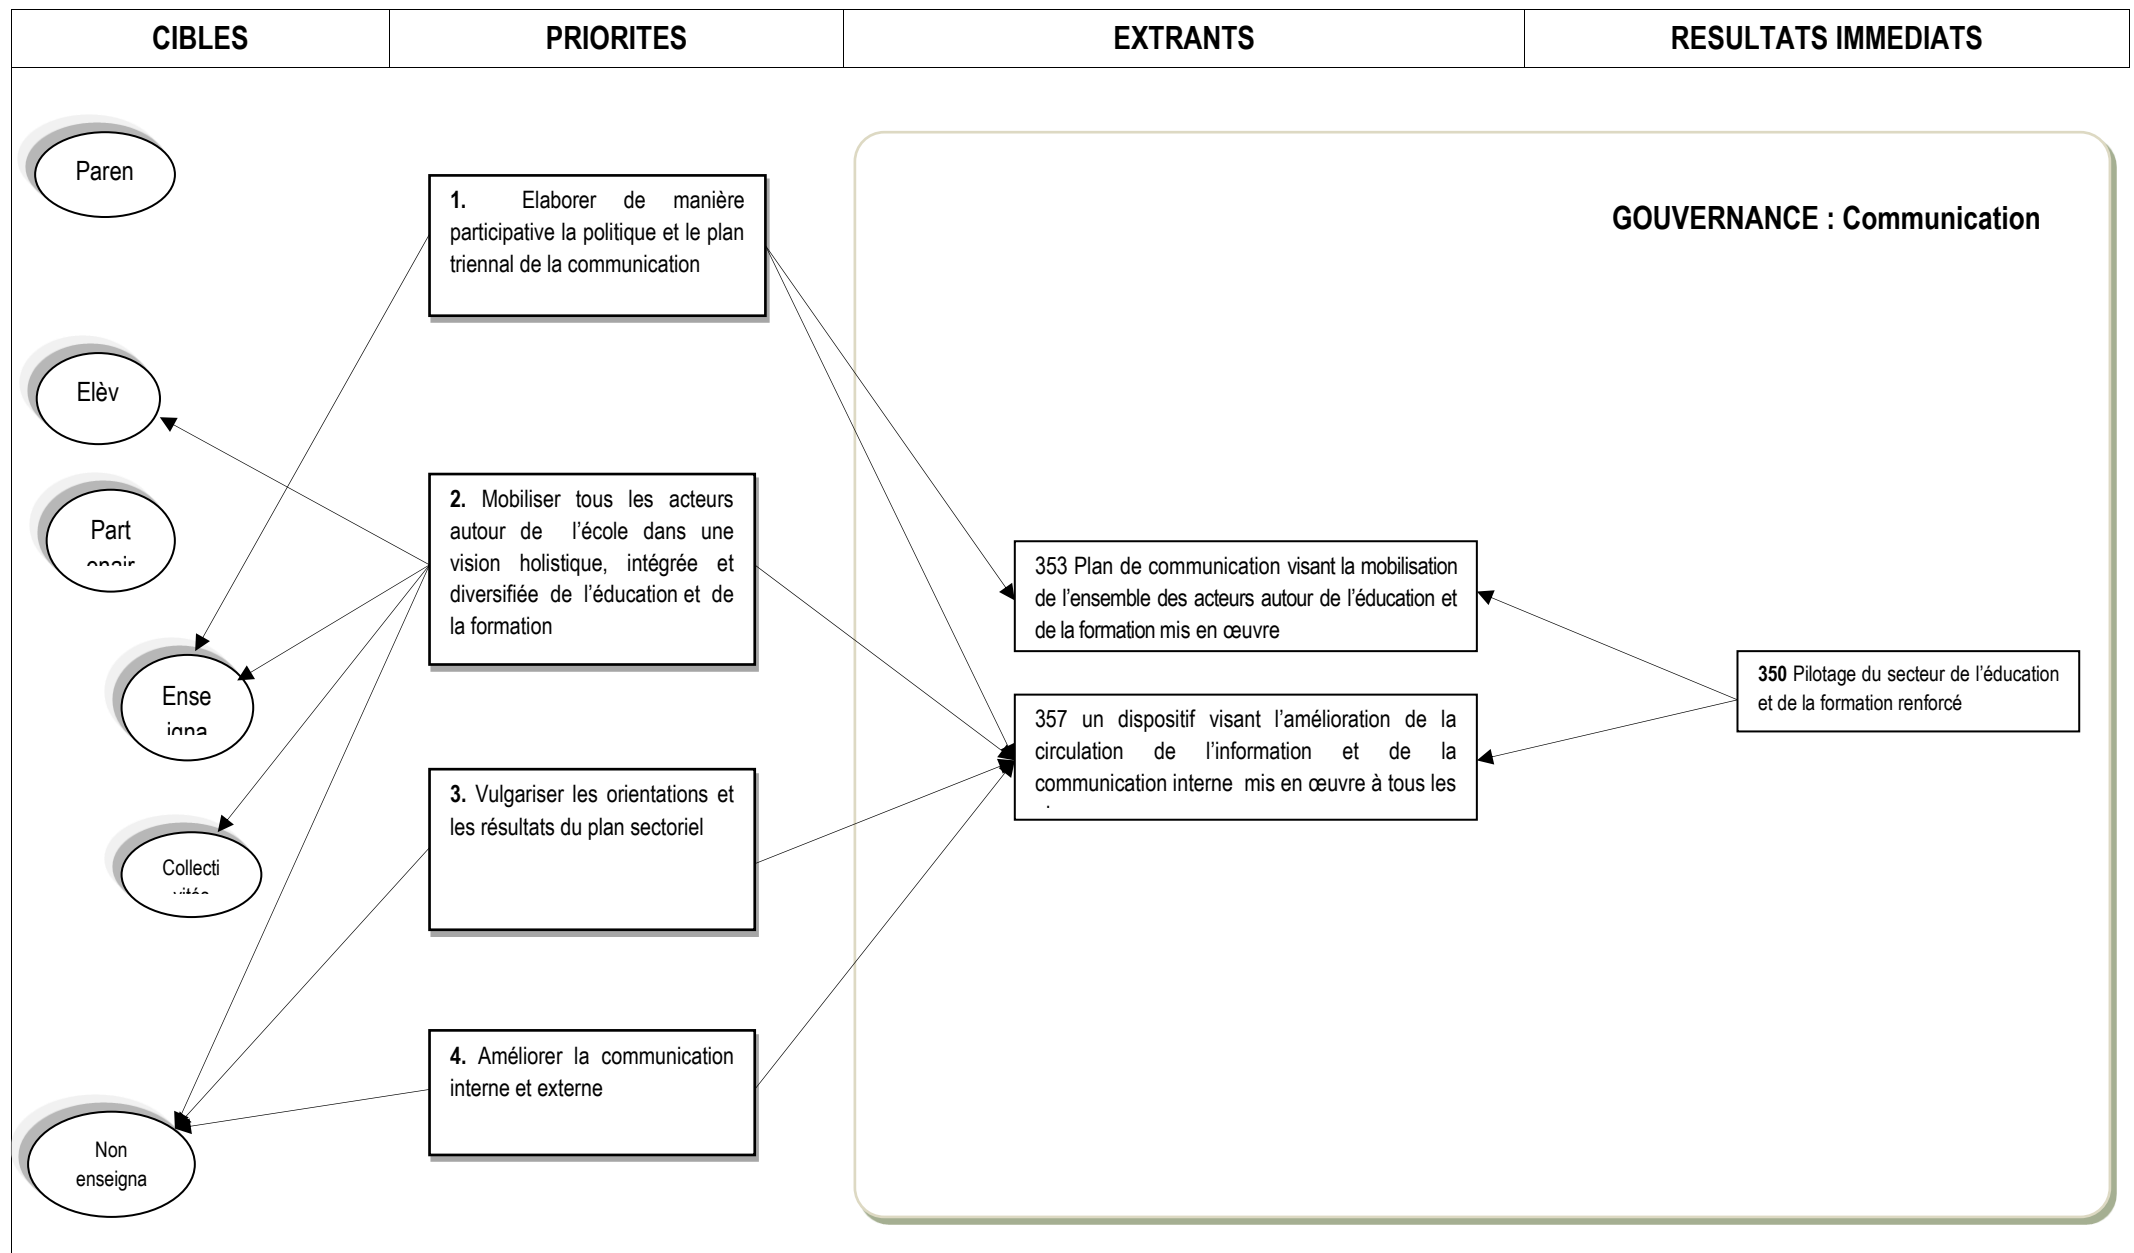 CIBLES
PRIORITES
EXTRANTS
RESULTATS IMMEDIATS
Paren
Elèv
Part
Ense
Collecti
Non
enseigna
1. Elaborer de manière
participative la politique et le plan
triennal de la communication
2. Mobiliser tous les acteurs
autour de l’école dans une
vision holistique, intégrée et
diversifiée de l’éducation et de
la formation
3. Vulgariser les orientations et
les résultats du plan sectoriel
4. Améliorer la communication
interne et externe
GOUVERNANCE : Communication
353 Plan de communication visant la mobilisation
de l’ensemble des acteurs autour de l’éducation et
de la formation mis en œuvre
357 un dispositif visant l’amélioration de la
circulation de l’information et de la
communication interne mis en œuvre à tous les
350 Pilotage du secteur de l’éducation
et de la formation renforcé